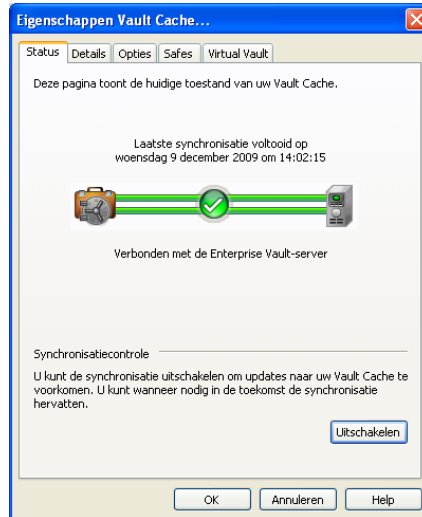 Eigenschappen Vault Cache...
Status Details Opties Safes Virtual Vault
Deze pagina toont de huidige toestand van uw Vault Cache.
Laatste synchronisatie voltooid op
woensdag 9 december 2009 om 14:02:15
Verbonden met de Enterprise Vault-server
Synchronisatiecontrole
U kunt de synchronisatie uitschakelen om updates naar uw Vault Cache te
voorkomen. U kunt wanneer nodig in de toekomst de synchronisatie
hervatten.
Uitschakelen
OK Annuleren Help